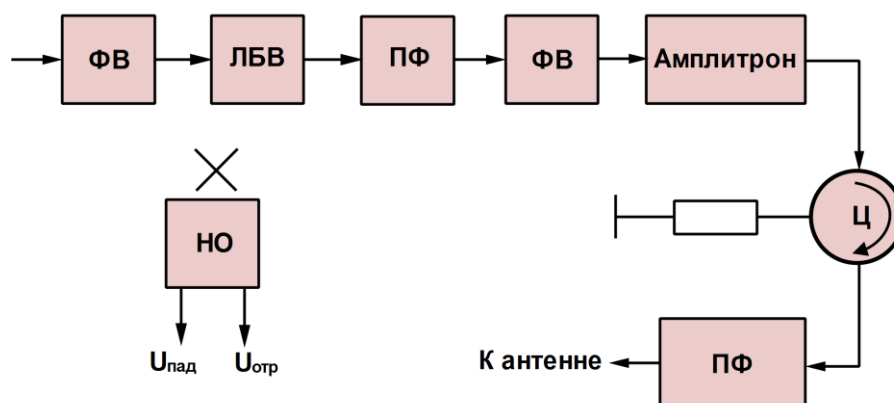 ФВ
ЛБВ
ПФ
ФВ
Амплитрон
Ц
НО
Uпад
Uотр
К антенне
ПФ